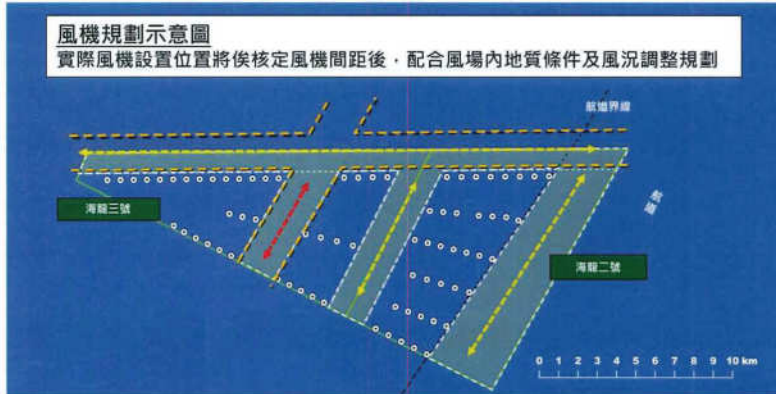 風機規劃示意圖
實際風機設置位置將俟核定風機間距後，配合風場內地質條件及風況調整規劃
航道界線
海龍三號
航道
海龍二號
0 1 2 3 4 5 6 7 8 9 10 km